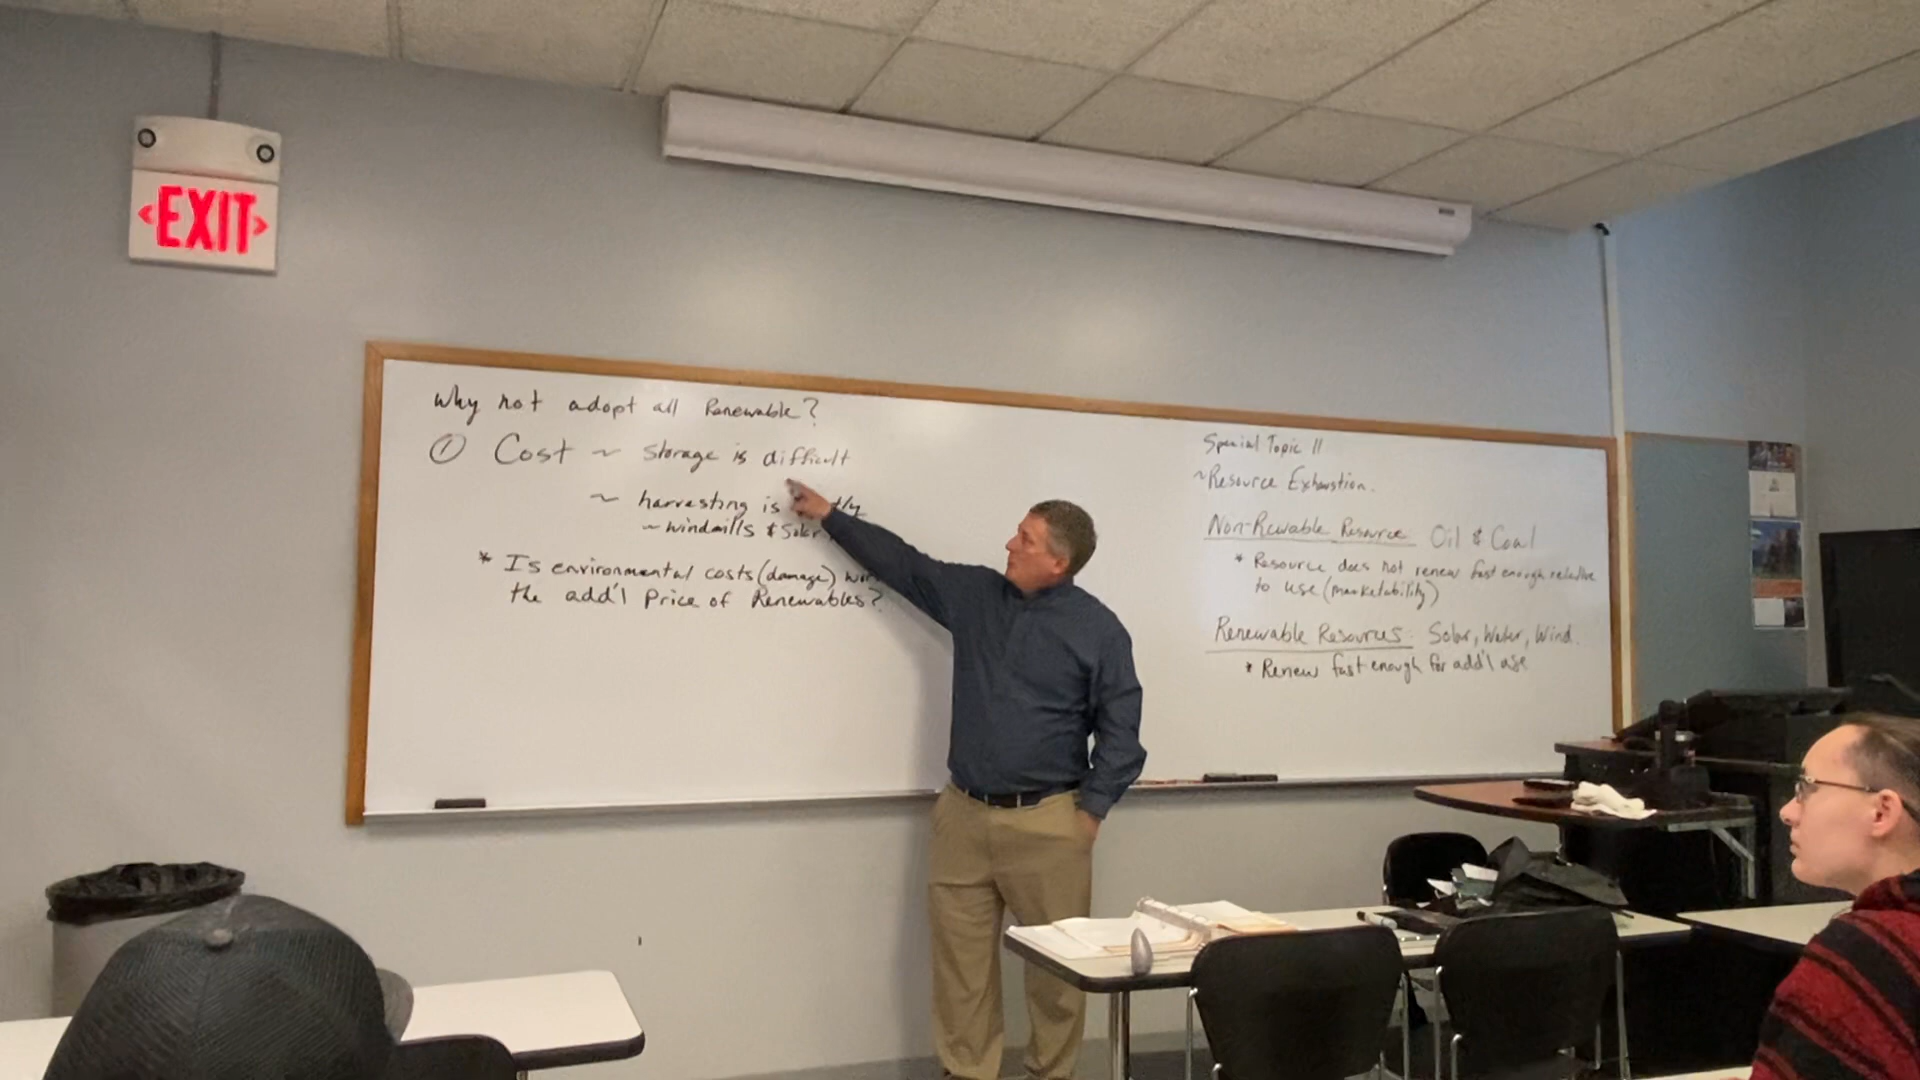 EXIT
Why not adopt all Renewable?
① Cost ~ storage is difficult
~ harvesting is
~ windmills & Solar
* Is environmental costs (damage)
the add'l Price of Renewables?
Special Topic 11
~ Resource Exhaustion.
Non-Rewable Resource: Oil & Coal
* Resource does not renew fast enough relative
to use (marketability)
Renewable Resources: Solar, Water, Wind.
* Renew fast enough for add'l use